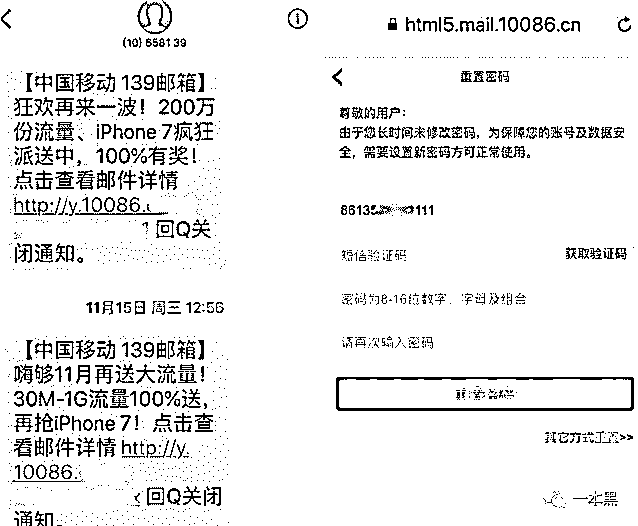 (10) 658139
【中国移动 139邮箱】
狂欢再来一波！200万
份流量、iPhone 7疯狂
派送中，100%有奖！
点击查看邮件详情
http://y.10086.
回Q关
闭通知。
11月15日 周三 12:56
【中国移动 139邮箱】
嗨够11月再送大流量！
30M-1G流量100%送，
再抢iPhone 7！点击查
看邮件详情 http://y.
10086.
回Q关闭
通知。
html5.mail.10086.cn
重置密码
尊敬的用户：
由于您长时间未修改密码，为保障您的账号及数据安
全，需要设置新密码方可正常使用。
短信验证码 获取验证码
密码为8-16位数字、字母及组合
请再次输入密码
重置密码
其它方式重置>>
一本黑